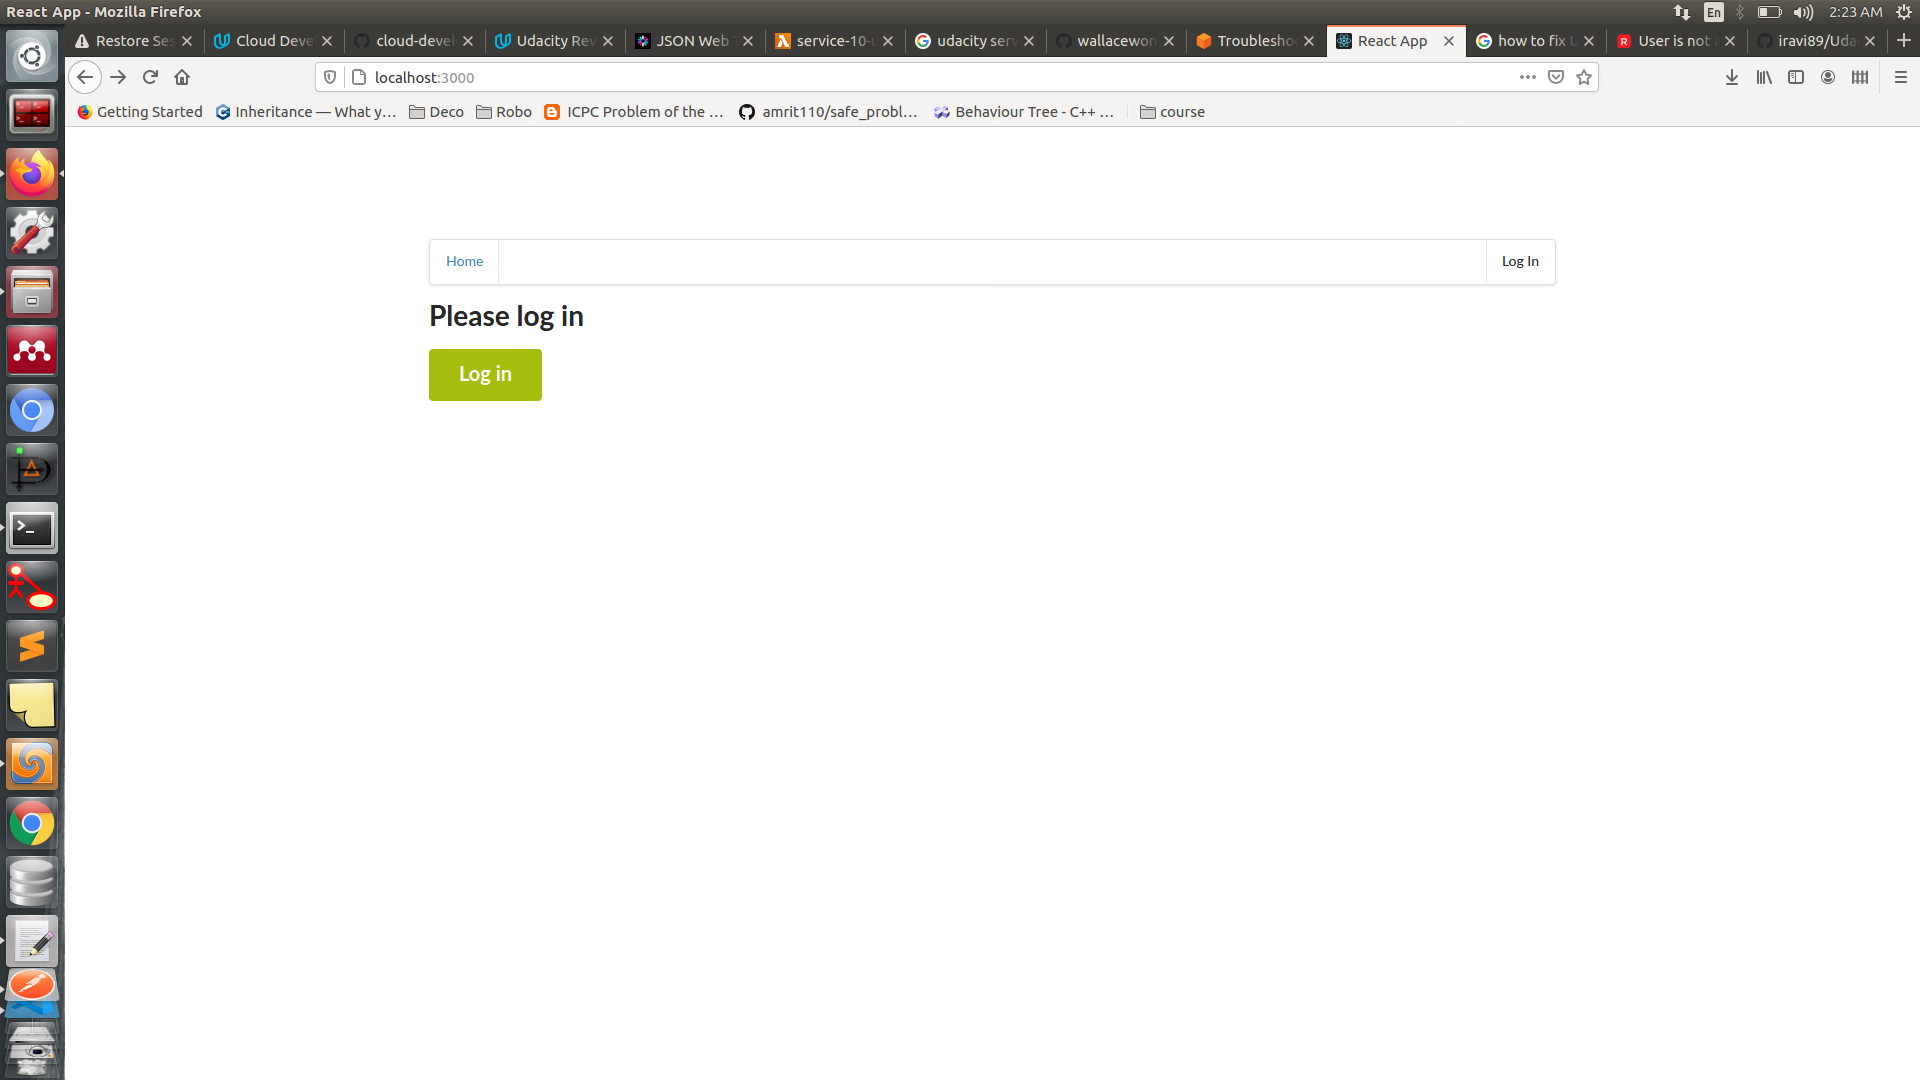 React App - Mozilla Firefox
En
2:23 AM
Restore Ses
Cloud Deve
cloud-devel
Udacity Rev
JSON Web T
service-10-u
udacity serv
wallacewon
Troublesho
React App
how to fix U
User is not a
iravi89/Uda
localhost:3000
Getting Started
Inheritance — What y…
Deco
Robo
ICPC Problem of the …
amrit110/safe_probl…
Behaviour Tree - C++ …
course
Home
Log In
Please log in
Log in